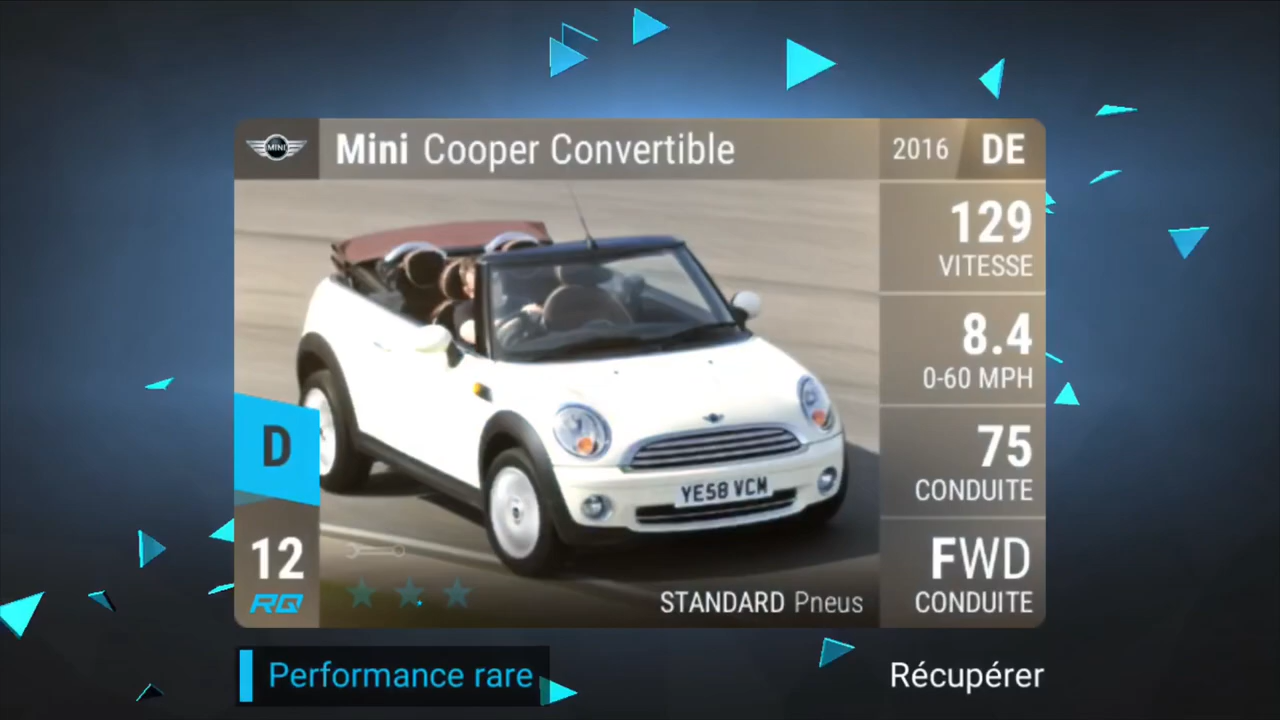 MINI
Mini Cooper Convertible
2016
DE
129
VITESSE
8.4
0-60 MPH
75
CONDUITE
FWD
CONDUITE
D
12
RQ
YE58 VCM
STANDARD Pneus
Performance rare
Récupérer